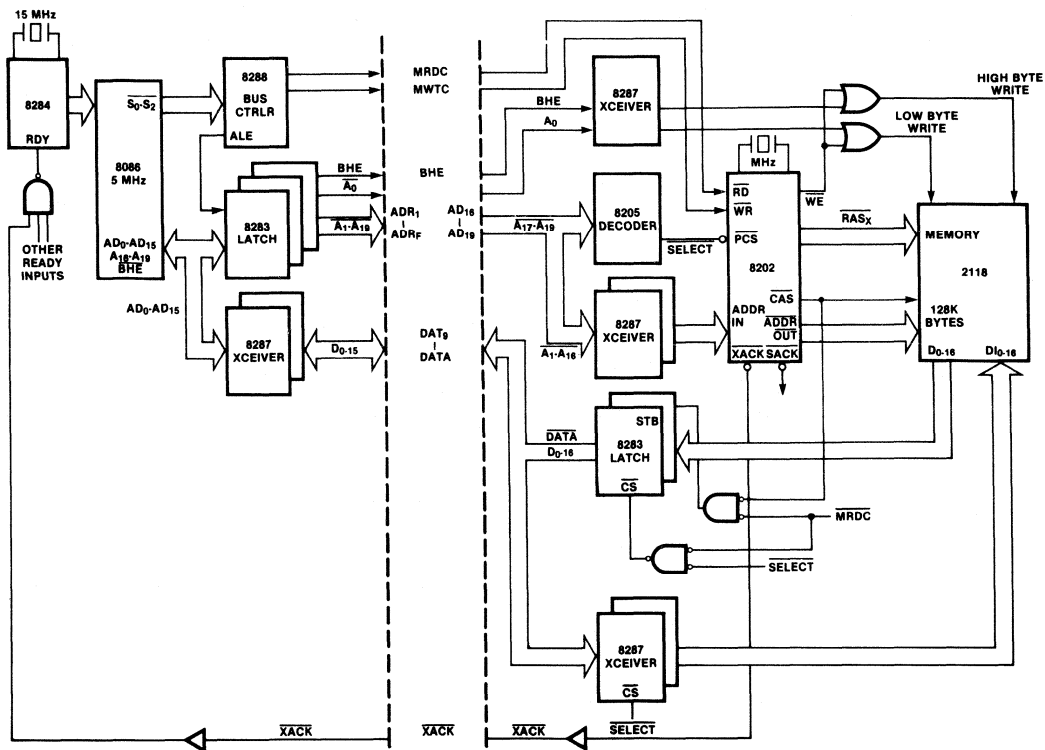 15 MHz
8284
RDY
OTHER
READY
INPUTS
8086
5 MHz
S0-S2
AD0-AD15
A16-A19
BHE
AD0-AD15
8288
BUS
CTRLR
ALE
8283
LATCH
8287
XCEIVER
BHE
A0
A1-A19
D0-15
MRDC
MWTC
BHE
ADR1
ADRF
AD16
AD19
DAT9
DATA
XACK
XACK
XACK
BHE
A0
8287
XCEIVER
A17-A19
8205
DECODER
SELECT
A1-A16
8287
XCEIVER
MHz
RD
WR
PCS
8202
ADDR
IN
CAS
ADDR
OUT
XACK
SACK
WE
HIGH BYTE
WRITE
LOW BYTE
WRITE
RASX
MEMORY
2118
128K
BYTES
D0-16
DI0-16
DATA
D0-16
STB
8283
LATCH
CS
MRDC
SELECT
8287
XCEIVER
CS
SELECT